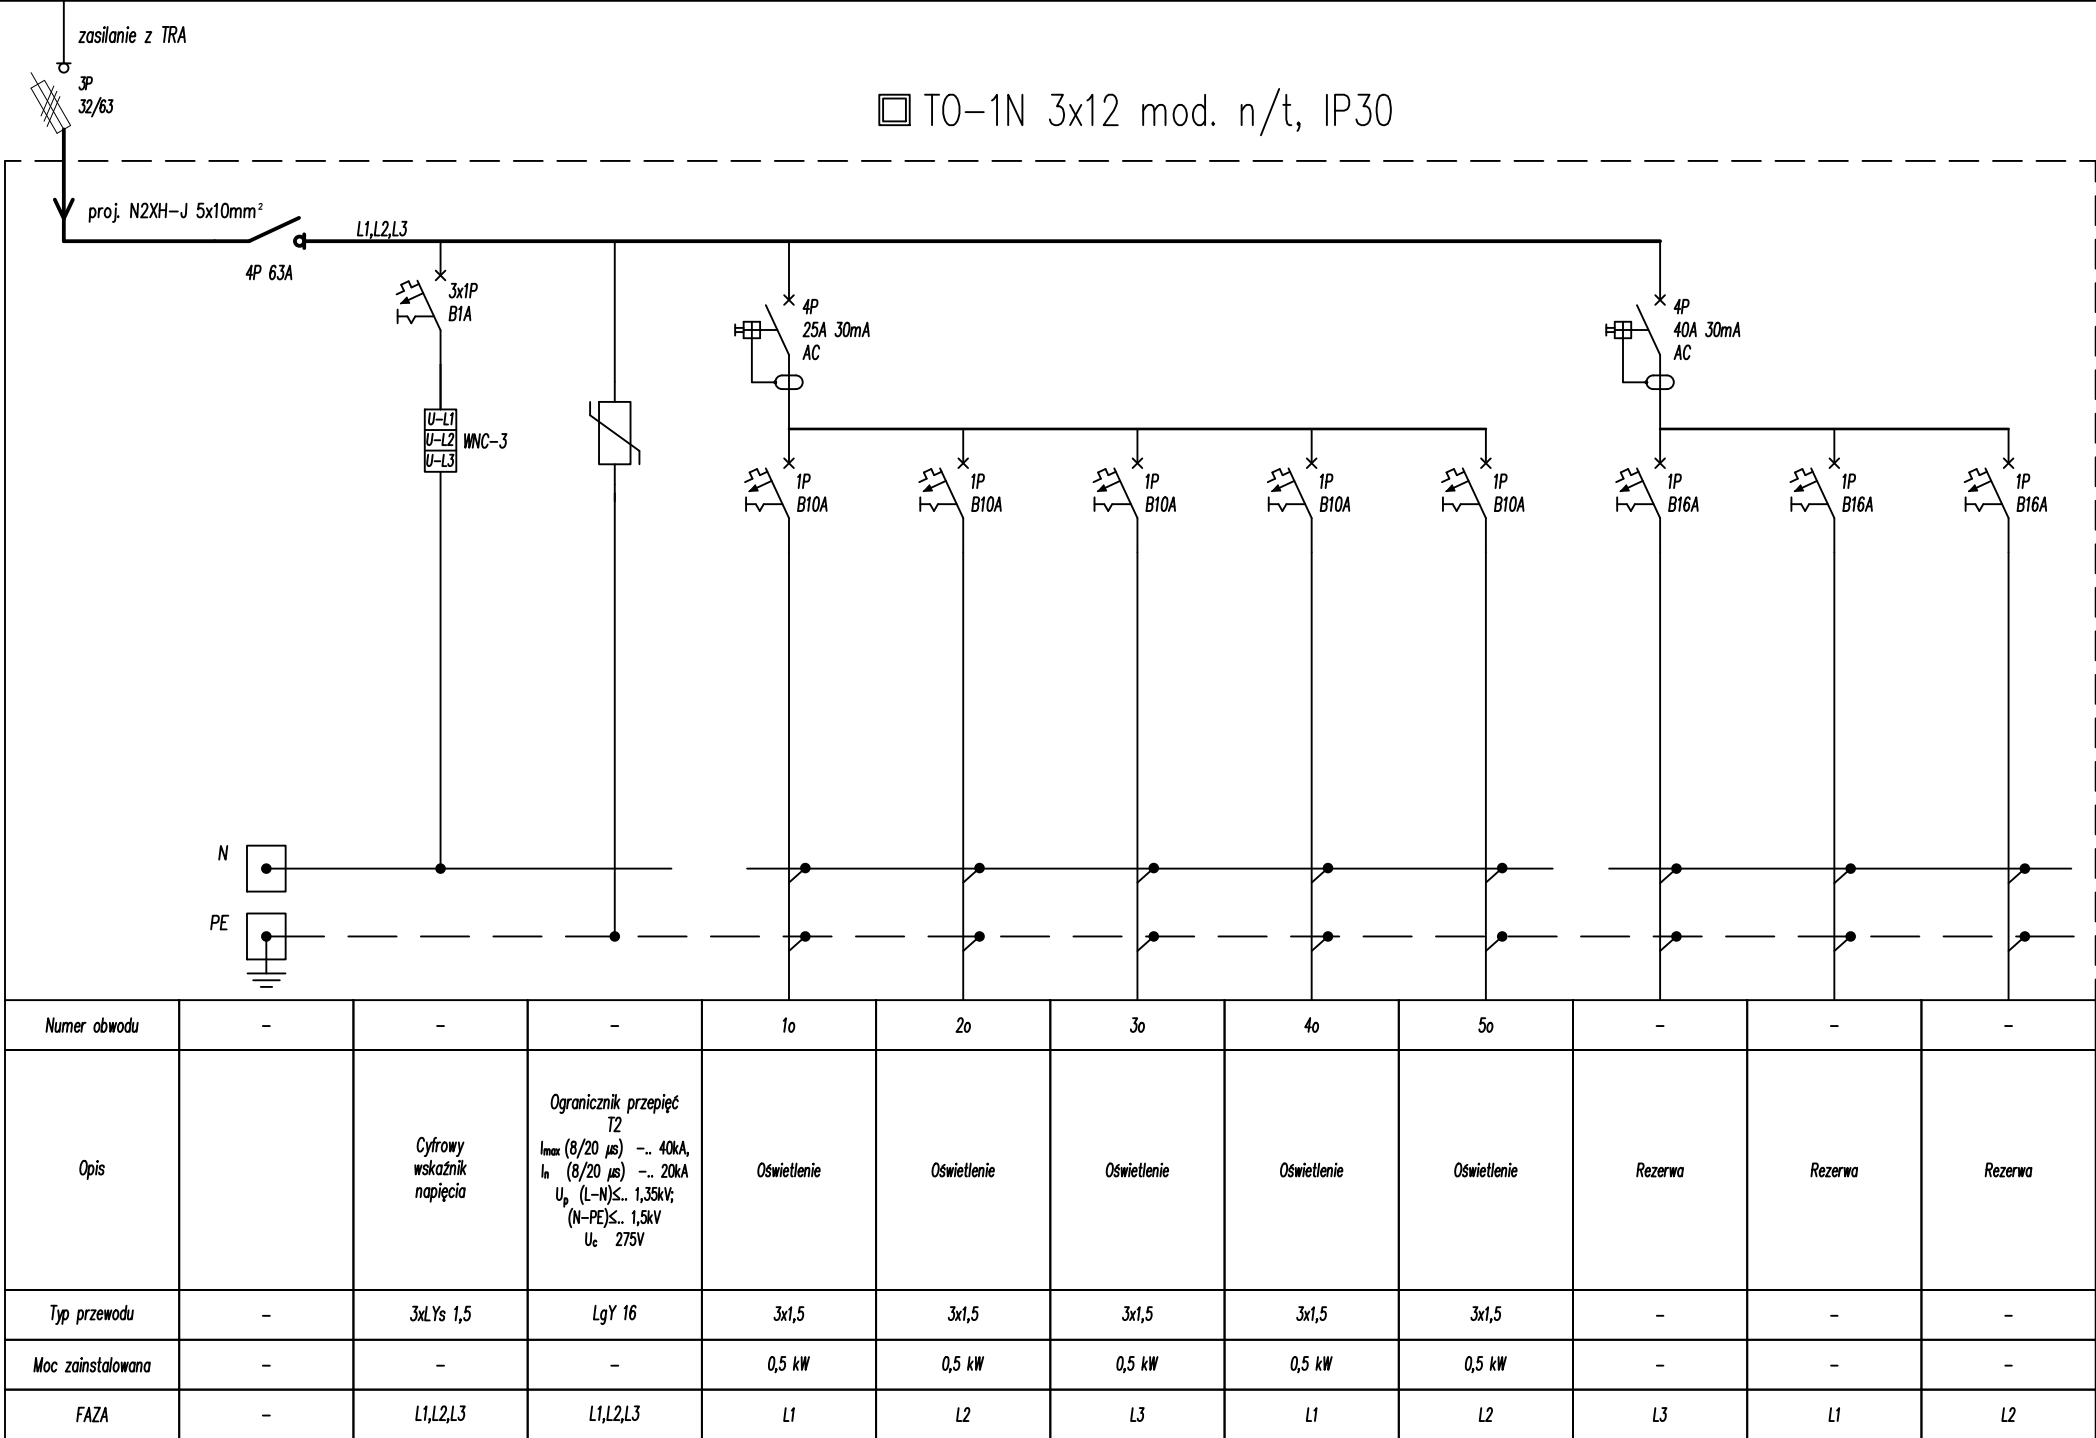 zasilanie z TRA
3P
32/63
TO-1N 3x12 mod. n/t, IP30
proj. N2XH-J 5x10mm²
L1,L2,L3
4P 63A
3x1P
B1A
4P
25A 30mA
AC
4P
40A 30mA
AC
U-L1
U-L2
U-L3
WNC-3
1P
B10A
1P
B10A
1P
B10A
1P
B10A
1P
B10A
1P
B16A
1P
B16A
1P
B16A
N
PE
Numer obwodu - - - 1o 2o 3o 4o 5o - - -
Opis
Cyfrowy
wskaźnik
napięcia
Ogranicznik przepięć
T2
Imax (8/20 µs) -.. 40kA,
In (8/20 µs) -.. 20kA
Up (L-N)≤.. 1,35kV;
(N-PE)≤.. 1,5kV
Uc 275V
Oświetlenie Oświetlenie Oświetlenie Oświetlenie Oświetlenie Rezerwa Rezerwa Rezerwa
Typ przewodu - 3xLYs 1,5 LgY 16 3x1,5 3x1,5 3x1,5 3x1,5 3x1,5 - - -
Moc zainstalowana - - - 0,5 kW 0,5 kW 0,5 kW 0,5 kW 0,5 kW - - -
FAZA - L1,L2,L3 L1,L2,L3 L1 L2 L3 L1 L2 L3 L1 L2